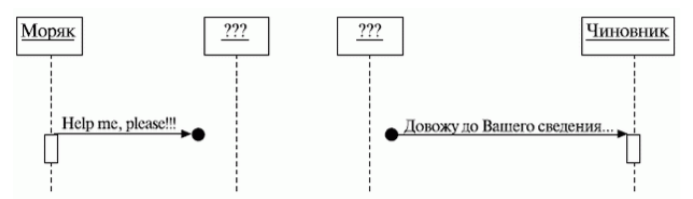 Моряк
???
???
Чиновник
Help me, please!!!
Довожу до Вашего сведения...